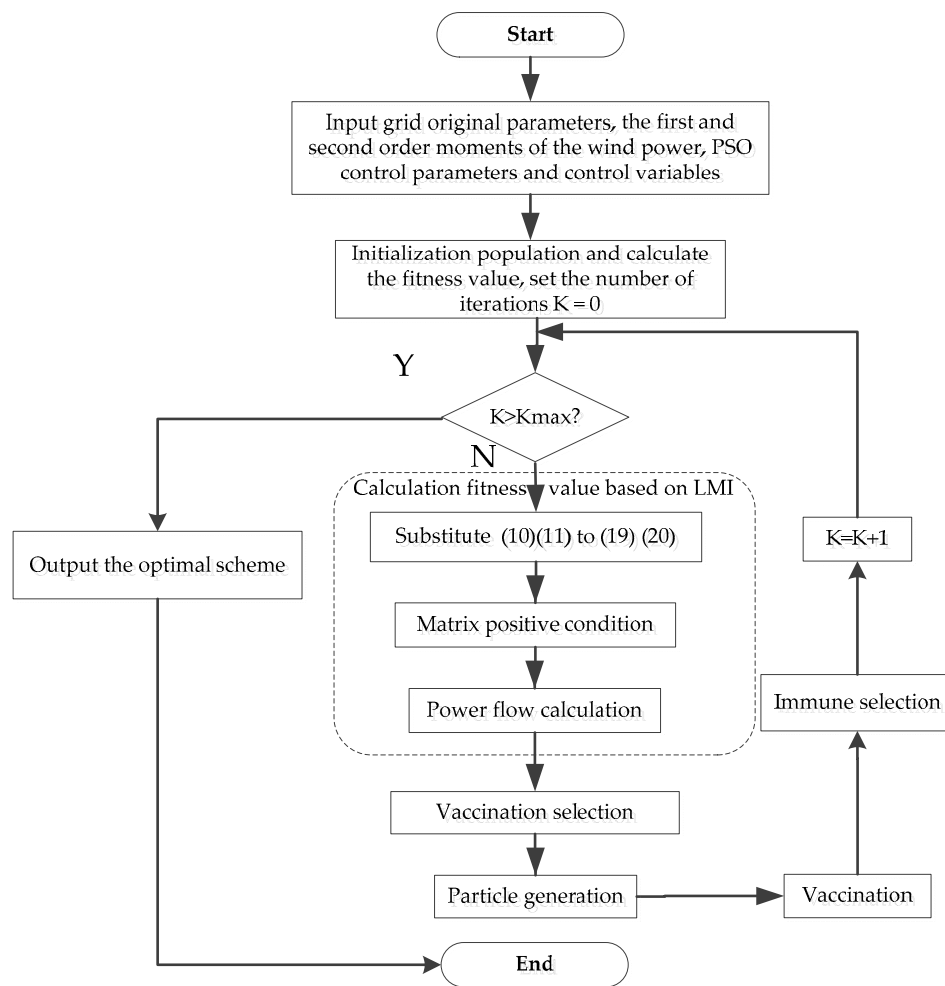 Start
Input grid original parameters, the first and
second order moments of the wind power, PSO
control parameters and control variables
Initialization population and calculate
the fitness value, set the number of
iterations K = 0
Y
K>Kmax?
N
Calculation fitness value based on LMI
Substitute (10)(11) to (19) (20)
K=K+1
Output the optimal scheme
Matrix positive condition
Power flow calculation
Immune selection
Vaccination selection
Particle generation
Vaccination
End